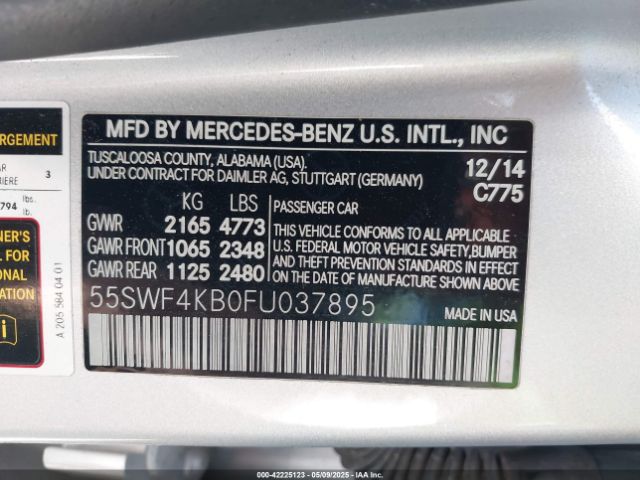 RGEMENT
AR
3
IERE
794 lbs.
lb.
NER'S
FOR
ONAL
ATION
A 205 584 04 01
MFD BY MERCEDES-BENZ U.S. INTL., INC
TUSCALOOSA COUNTY, ALABAMA (USA). 12/14
UNDER CONTRACT FOR DAIMLER AG, STUTTGART (GERMANY) C775
KG LBS PASSENGER CAR
GWR 2165 4773
GAWR FRONT 1065 2348
GAWR REAR 1125 2480
THIS VEHICLE CONFORMS TO ALL APPLICABLE
U.S. FEDERAL MOTOR VEHICLE SAFETY, BUMPER
AND THEFT PREVENTION STANDARDS IN EFFECT
ON THE DATE OF MANUFACTURE SHOWN ABOVE.
55SWF4KB0FU037895
MADE IN USA
000-42225123 - 05/09/2025 - IAAI.COM